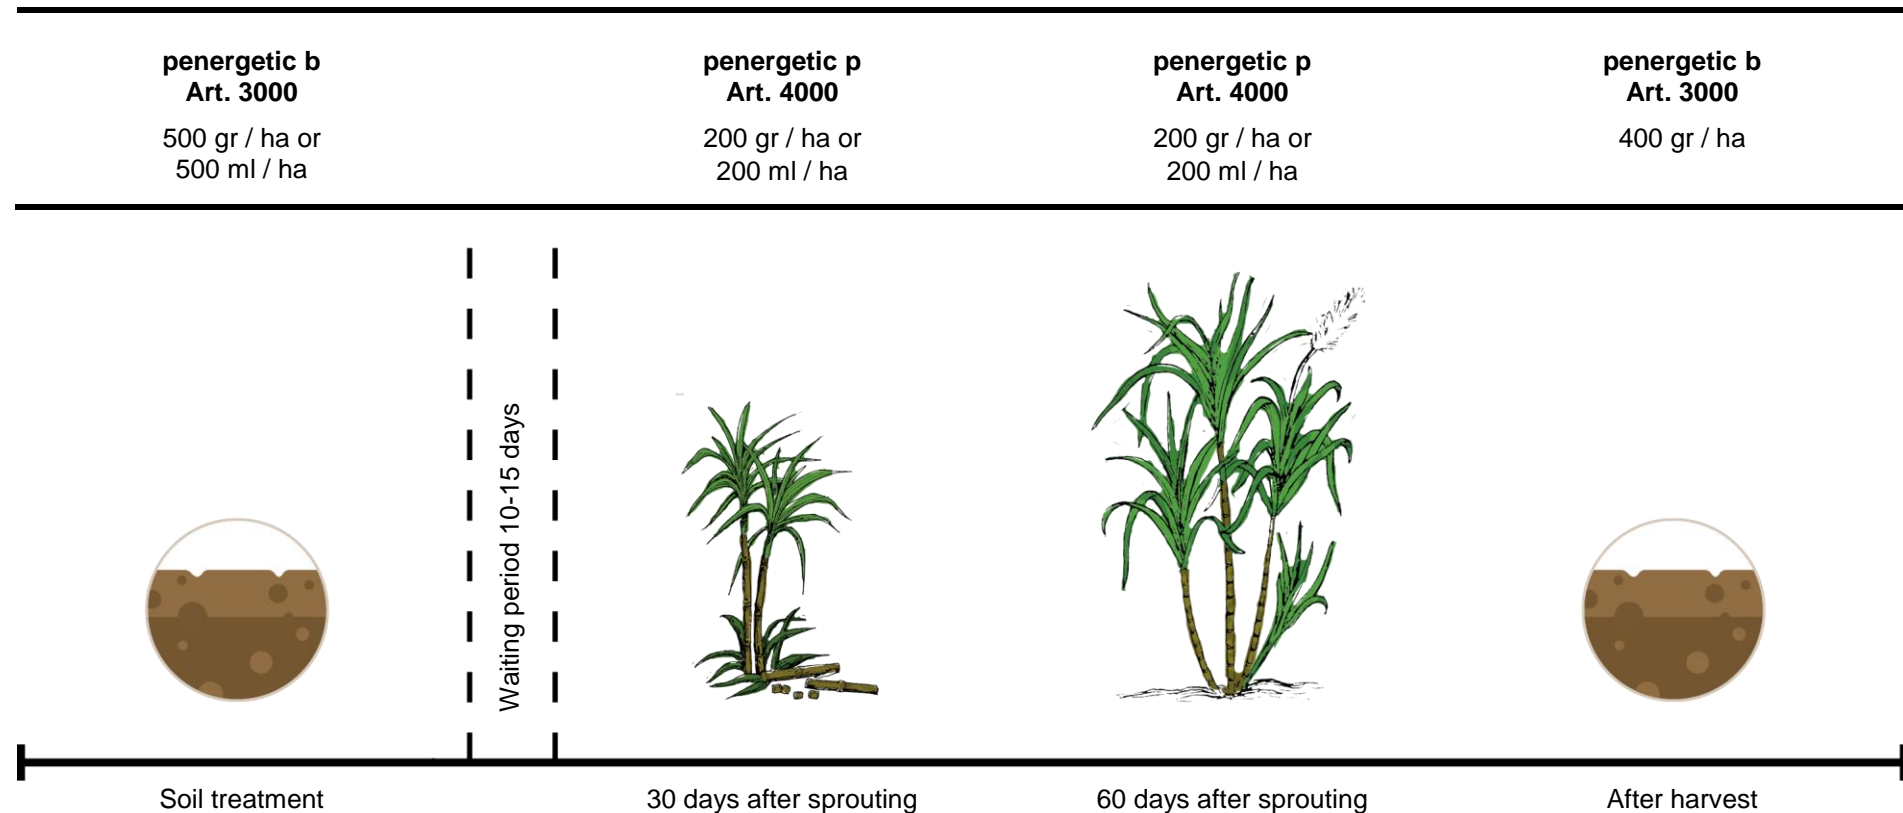 penergetic b
Art. 3000
500 gr / ha or
500 ml / ha
penergetic p
Art. 4000
200 gr / ha or
200 ml / ha
penergetic p
Art. 4000
200 gr / ha or
200 ml / ha
penergetic b
Art. 3000
400 gr / ha
Waiting period 10-15 days
Soil treatment
30 days after sprouting
60 days after sprouting
After harvest